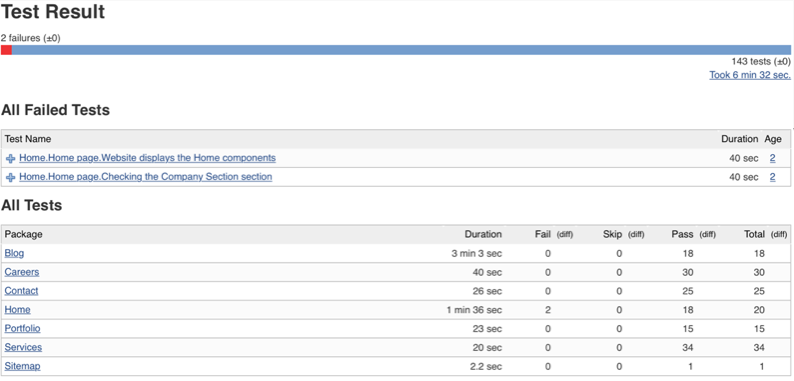 Test Result
2 failures (±0)
143 tests (±0)
Took 6 min 32 sec.
All Failed Tests
Test Name Duration Age
Home.Home page.Website displays the Home components 40 sec 2
Home.Home page.Checking the Company Section section 40 sec 2
All Tests
Package Duration Fail (diff) Skip (diff) Pass (diff) Total (diff)
Blog 3 min 3 sec 0 0 18 18
Careers 40 sec 0 0 30 30
Contact 26 sec 0 0 25 25
Home 1 min 36 sec 2 0 18 20
Portfolio 23 sec 0 0 15 15
Services 20 sec 0 0 34 34
Sitemap 2.2 sec 0 0 1 1